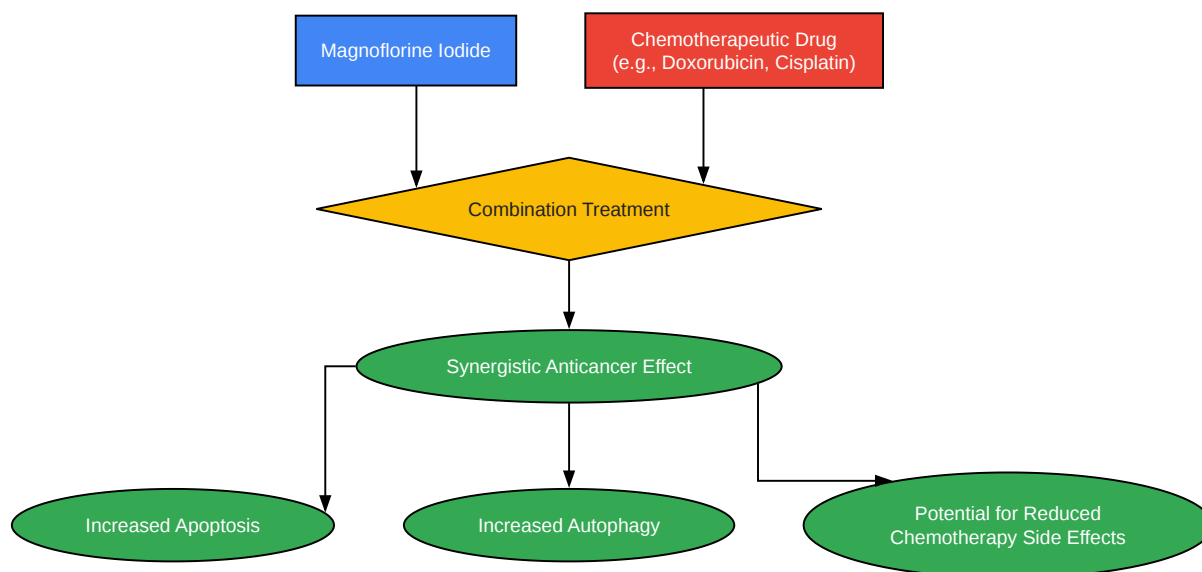 Magnoflorine Iodide
Chemotherapeutic Drug
(e.g., Doxorubicin, Cisplatin)
Combination Treatment
Synergistic Anticancer Effect
Increased Apoptosis
Increased Autophagy
Potential for Reduced
Chemotherapy Side Effects